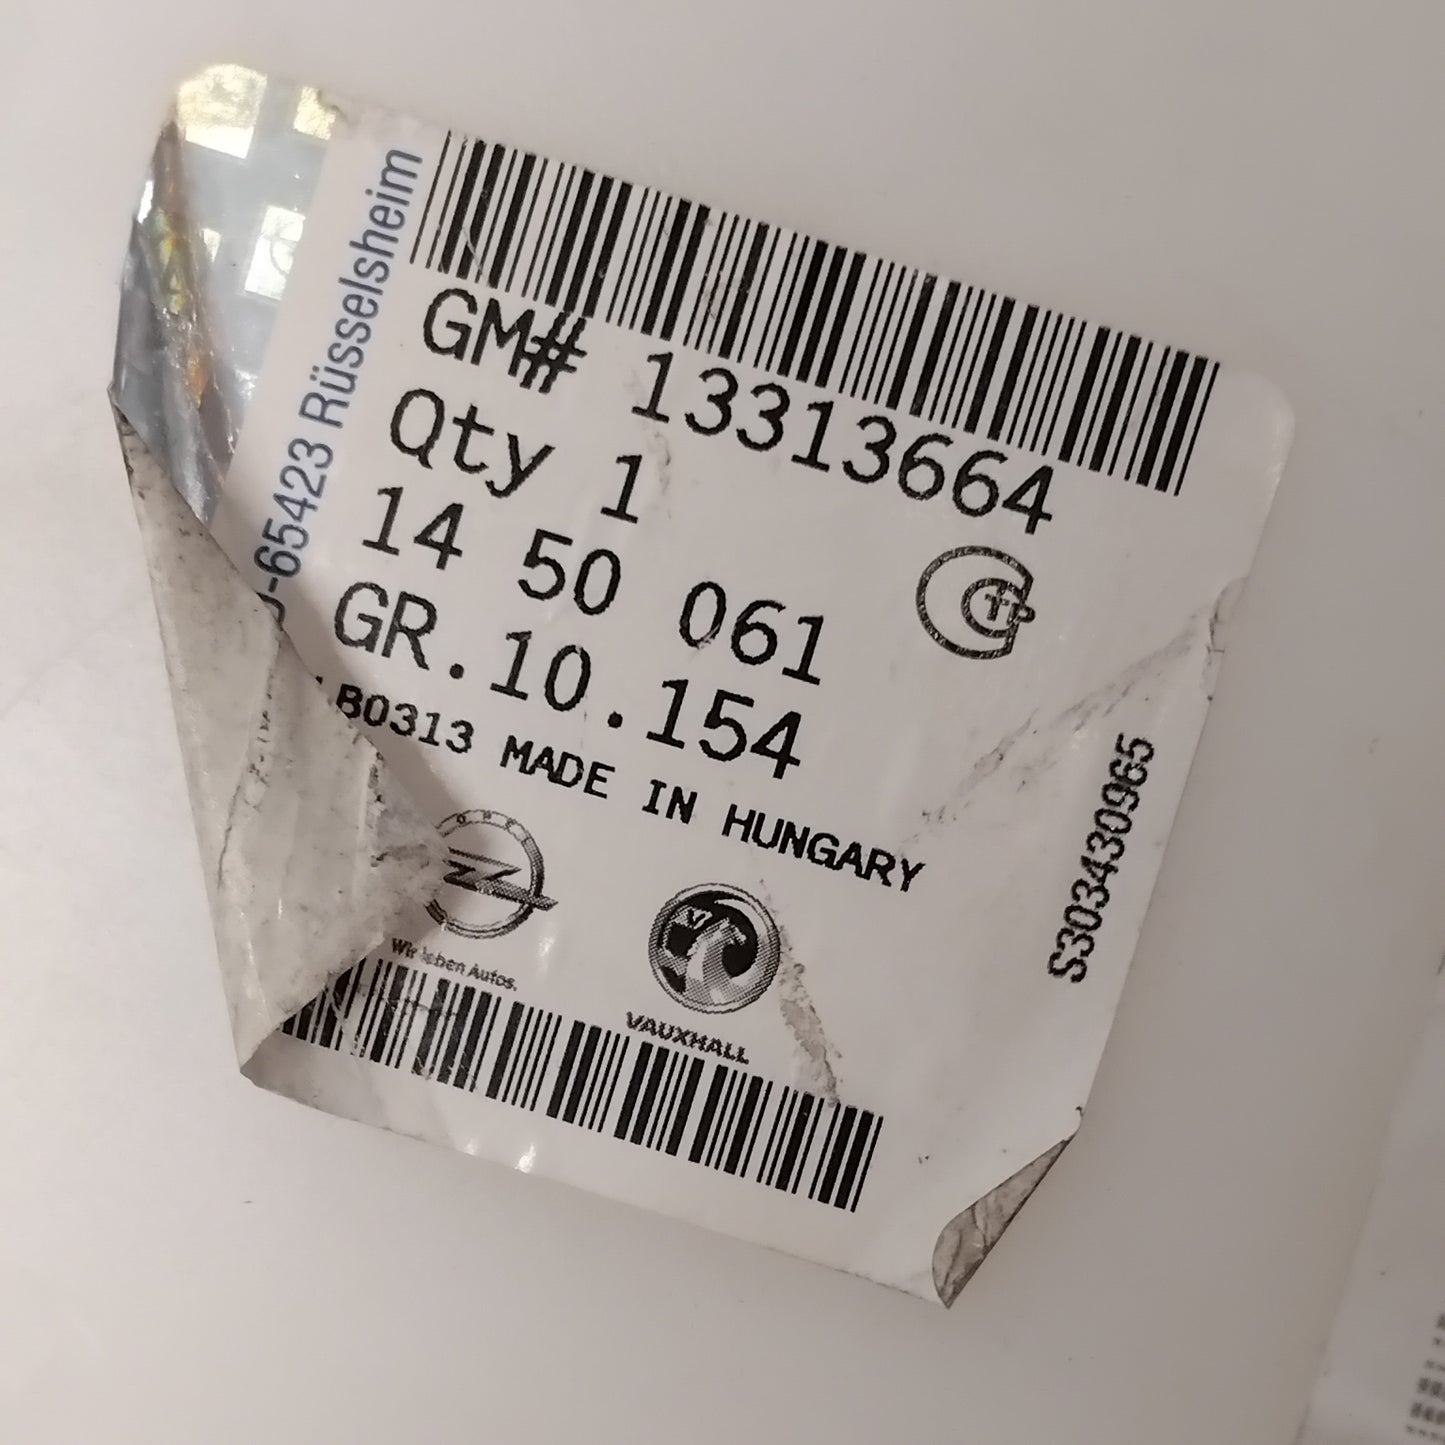 GM# 13313664
Qty 1
14 50 061
GR.10.154
B0313 MADE IN HUNGARY
OPEL
Wir leben Autos.
VAUXHALL
-65423 Rüsselsheim
S303430965